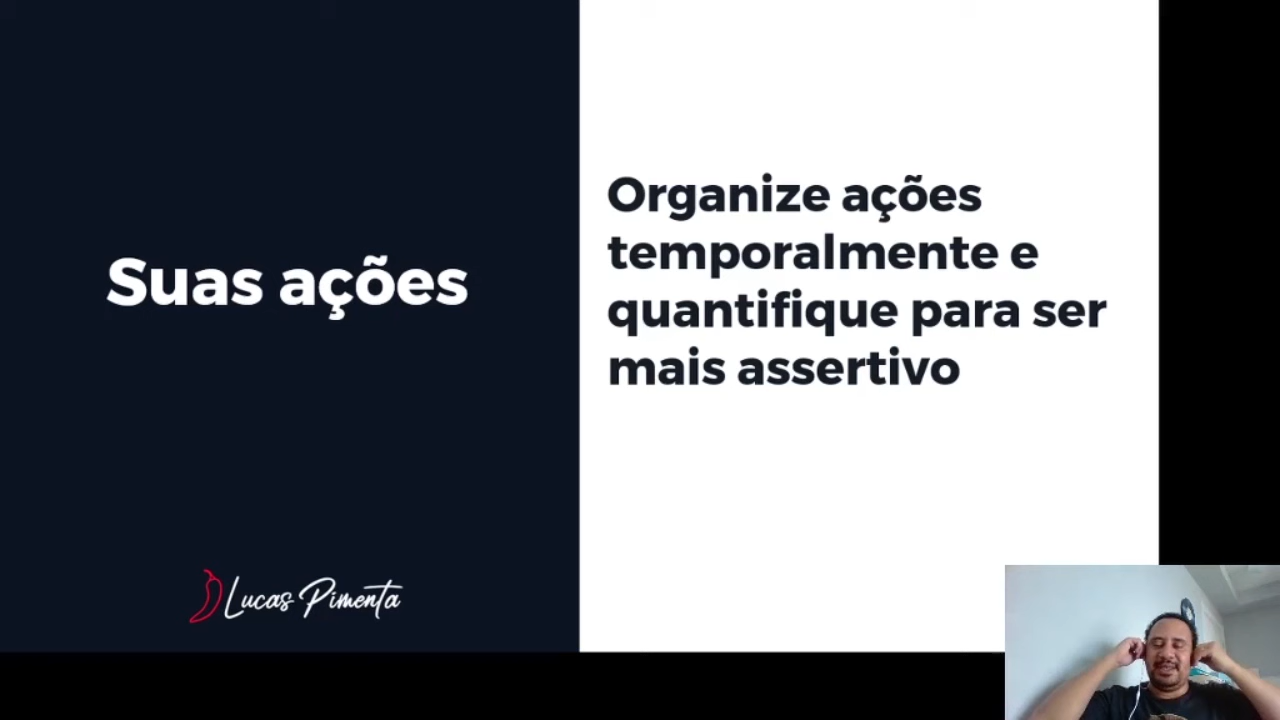 Suas ações
Organize ações
temporalmente e
quantifique para ser
mais assertivo
Lucas Pimenta